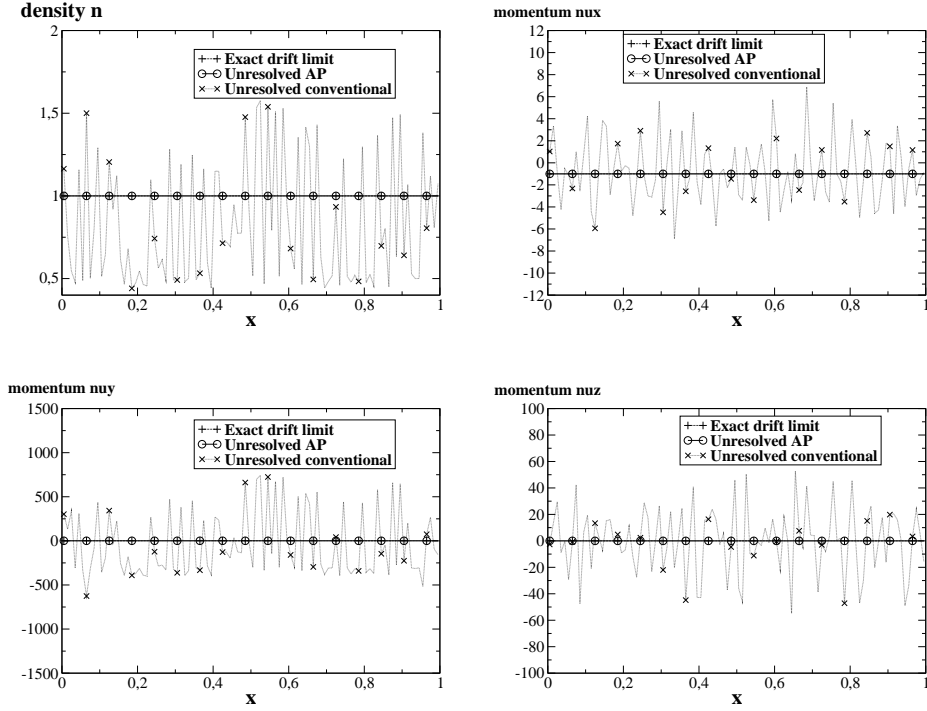 density n
2
1,5
1
0,5
0
0,2
0,4
0,6
0,8
1
x
Exact drift limit
Unresolved AP
Unresolved conventional
momentum nux
12
10
8
6
4
2
0
-2
-4
-6
-8
-10
-12
0
0,2
0,4
0,6
0,8
1
x
Exact drift limit
Unresolved AP
Unresolved conventional
momentum nuy
1500
1000
500
0
-500
-1000
-1500
0
0,2
0,4
0,6
0,8
1
x
Exact drift limit
Unresolved AP
Unresolved conventional
momentum nuz
100
80
60
40
20
0
-20
-40
-60
-80
-100
0
0,2
0,4
0,6
0,8
1
x
Exact drift limit
Unresolved AP
Unresolved conventional